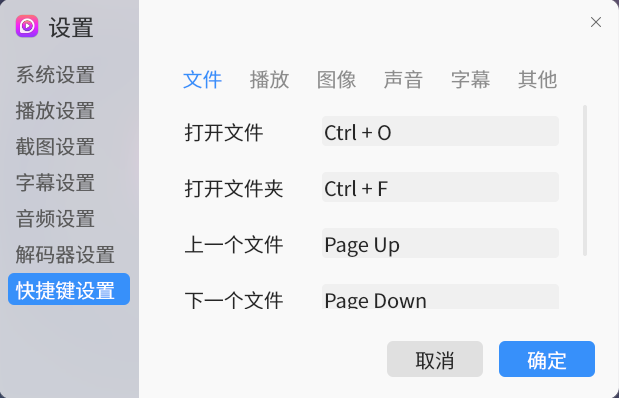 设置
系统设置
播放设置
截图设置
字幕设置
音频设置
解码器设置
快捷键设置
文件 播放 图像 声音 字幕 其他
打开文件 Ctrl + O
打开文件夹 Ctrl + F
上一个文件 Page Up
下一个文件 Page Down
取消 确定